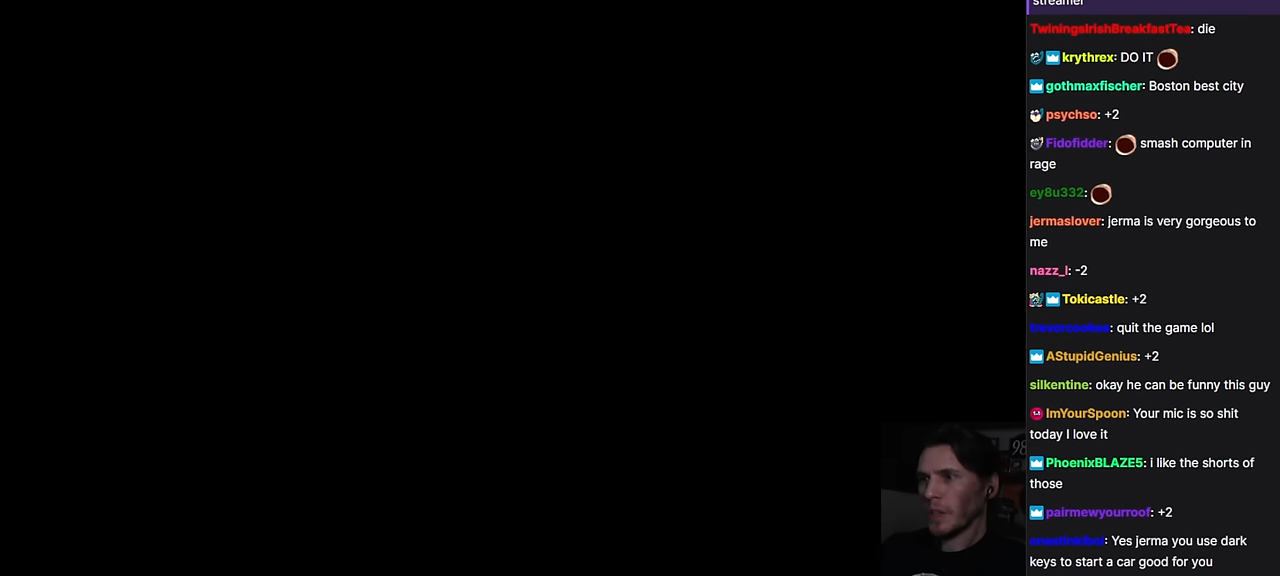 streamer
TwiningsIrishBreakfastTea: die
krythrex: DO IT
gothmaxfischer: Boston best city
psychso: +2
Fidofidder: smash computer in
rage
ey8u332:
jermaslover: jerma is very gorgeous to
me
nazz_l: -2
Tokicastle: +2
: quit the game lol
AStupidGenius: +2
silkentine: okay he can be funny this guy
ImYourSpoon: Your mic is so shit
today I love it
PhoenixBLAZE5: i like the shorts of
those
pairmewyourroof: +2
: Yes jerma you use dark
keys to start a car good for you
98